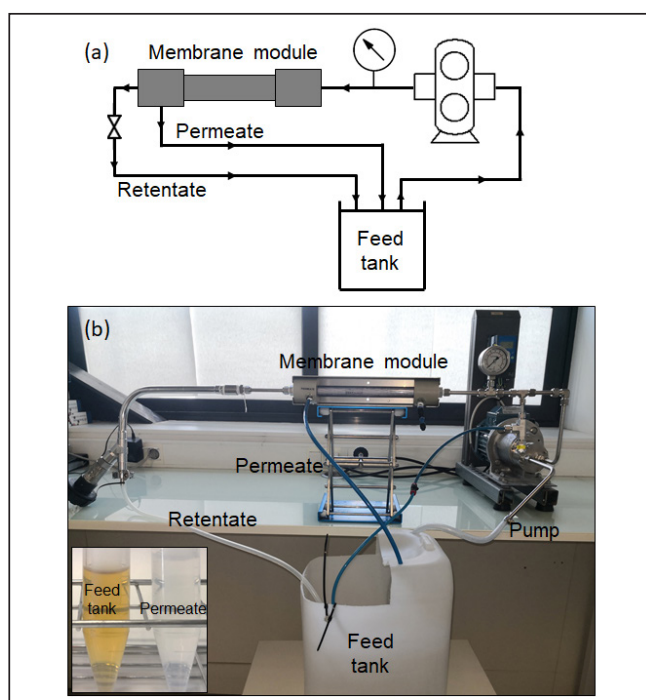 (a)
Membrane module
Permeate
Retentate
Feed
tank
(b)
Membrane module
Permeate
Retentate
Pump
Feed
tank
Permeate
Feed
tank